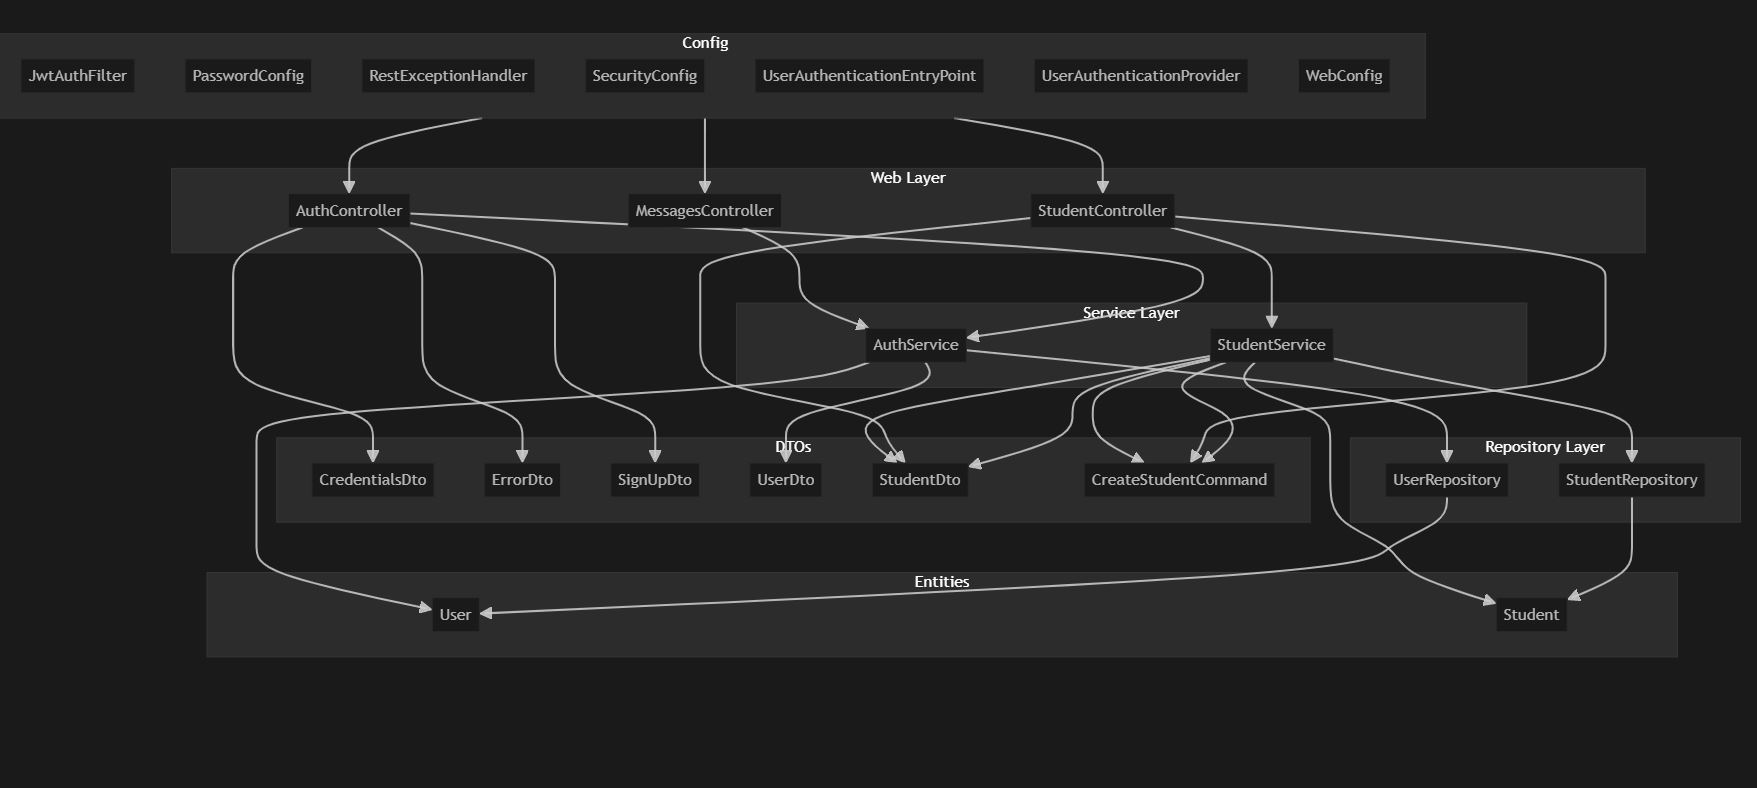 Config
JwtAuthFilter
PasswordConfig
RestExceptionHandler
SecurityConfig
UserAuthenticationEntryPoint
UserAuthenticationProvider
WebConfig
Web Layer
AuthController
MessagesController
StudentController
Service Layer
AuthService
StudentService
DTOs
CredentialsDto
ErrorDto
SignUpDto
UserDto
StudentDto
CreateStudentCommand
Repository Layer
UserRepository
StudentRepository
Entities
User
Student